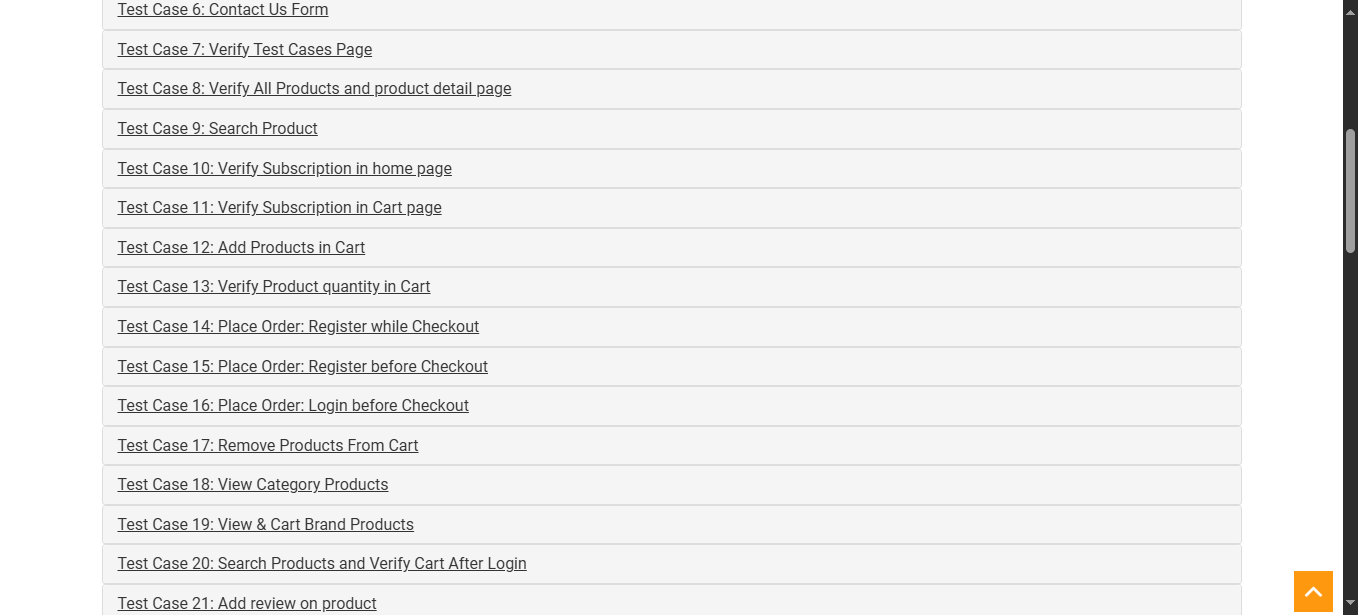 Test Case 6: Contact Us Form
Test Case 7: Verify Test Cases Page
Test Case 8: Verify All Products and product detail page
Test Case 9: Search Product
Test Case 10: Verify Subscription in home page
Test Case 11: Verify Subscription in Cart page
Test Case 12: Add Products in Cart
Test Case 13: Verify Product quantity in Cart
Test Case 14: Place Order: Register while Checkout
Test Case 15: Place Order: Register before Checkout
Test Case 16: Place Order: Login before Checkout
Test Case 17: Remove Products From Cart
Test Case 18: View Category Products
Test Case 19: View & Cart Brand Products
Test Case 20: Search Products and Verify Cart After Login
Test Case 21: Add review on product